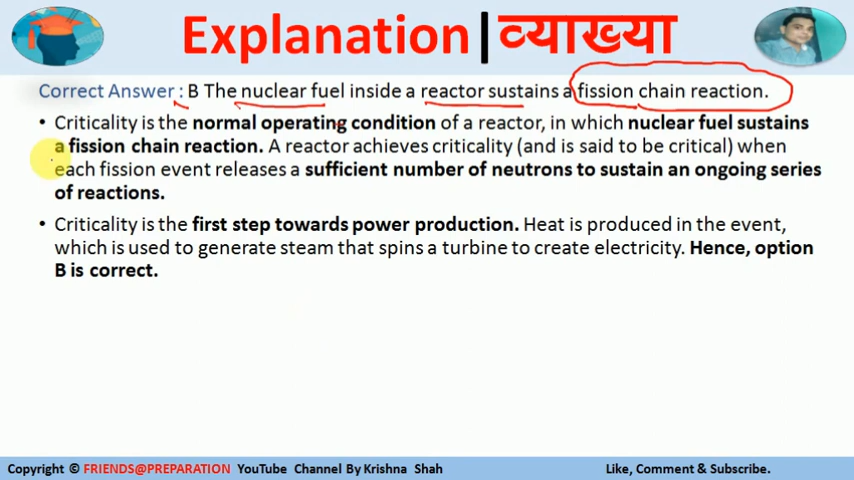 Explanation|व्याख्या
Correct Answer : B The nuclear fuel inside a reactor sustains a fission chain reaction.
• Criticality is the normal operating condition of a reactor, in which nuclear fuel sustains
a fission chain reaction. A reactor achieves criticality (and is said to be critical) when
each fission event releases a sufficient number of neutrons to sustain an ongoing series
of reactions.
• Criticality is the first step towards power production. Heat is produced in the event,
which is used to generate steam that spins a turbine to create electricity. Hence, option
B is correct.
Copyright © FRIENDS@PREPARATION YouTube Channel By Krishna Shah Like, Comment & Subscribe.